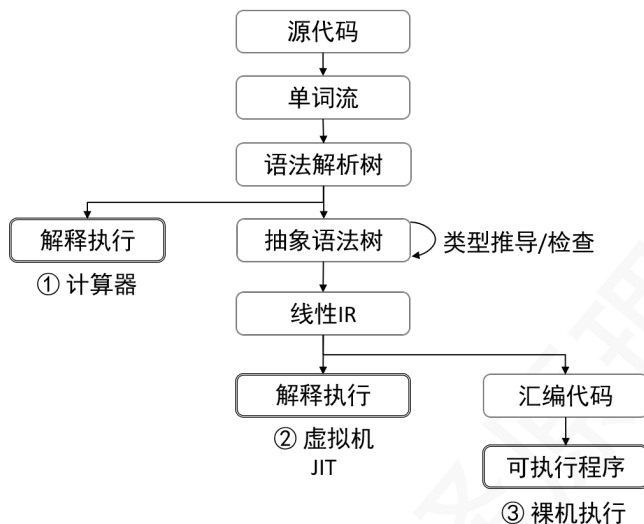 源代码
单词流
语法解析树
解释执行
抽象语法树
类型推导/检查
① 计算器
线性IR
解释执行
汇编代码
② 虚拟机
JIT
可执行程序
③ 裸机执行